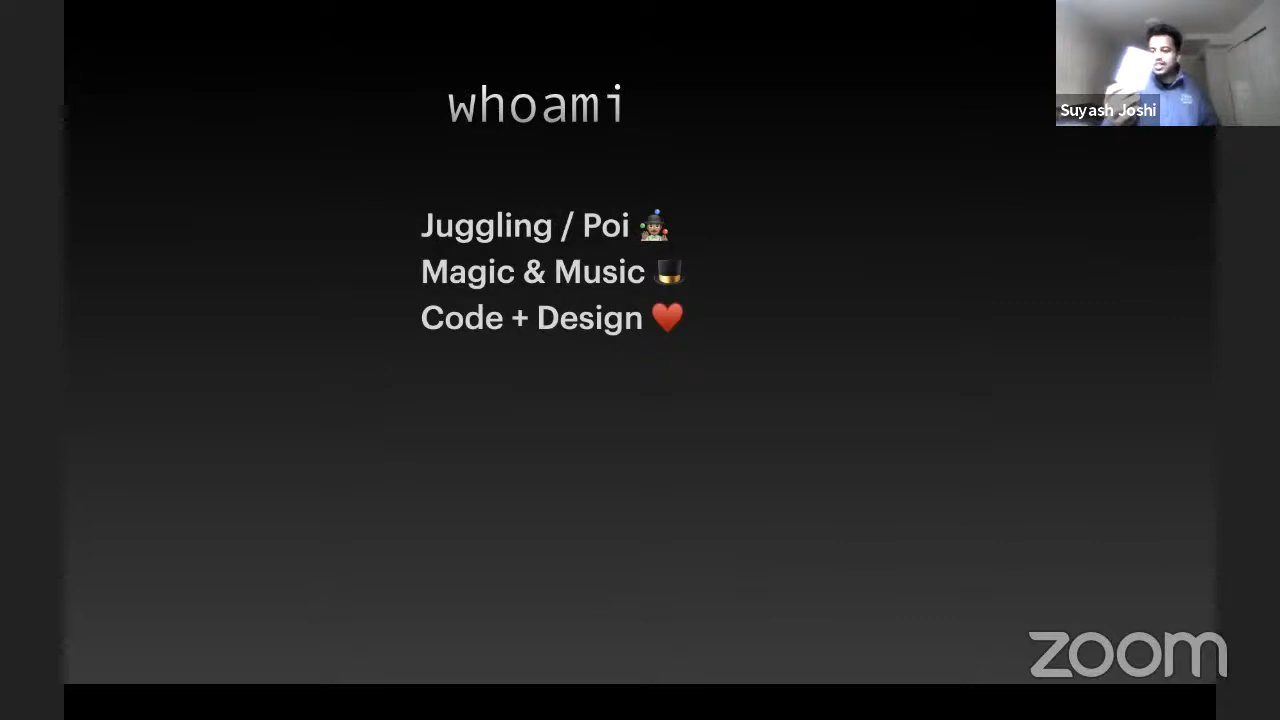 whoami
Suyash Joshi
Juggling / Poi 🤹🏽
Magic & Music 🎩
Code + Design ♥️
zoom